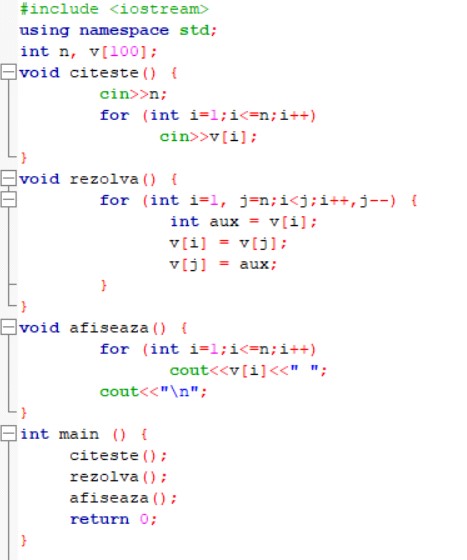 #include <iostream>
using namespace std;
int n, v[100];
void citeste() {
cin>>n;
for (int i=1;i<=n;i++)
cin>>v[i];
}
void rezolva() {
for (int i=1, j=n;i<j;i++,j--) {
int aux = v[i];
v[i] = v[j];
v[j] = aux;
}
}
void afiseaza() {
for (int i=1;i<=n;i++)
cout<<v[i]<<" ";
cout<<"\n";
}
int main () {
citeste();
rezolva();
afiseaza();
return 0;
}